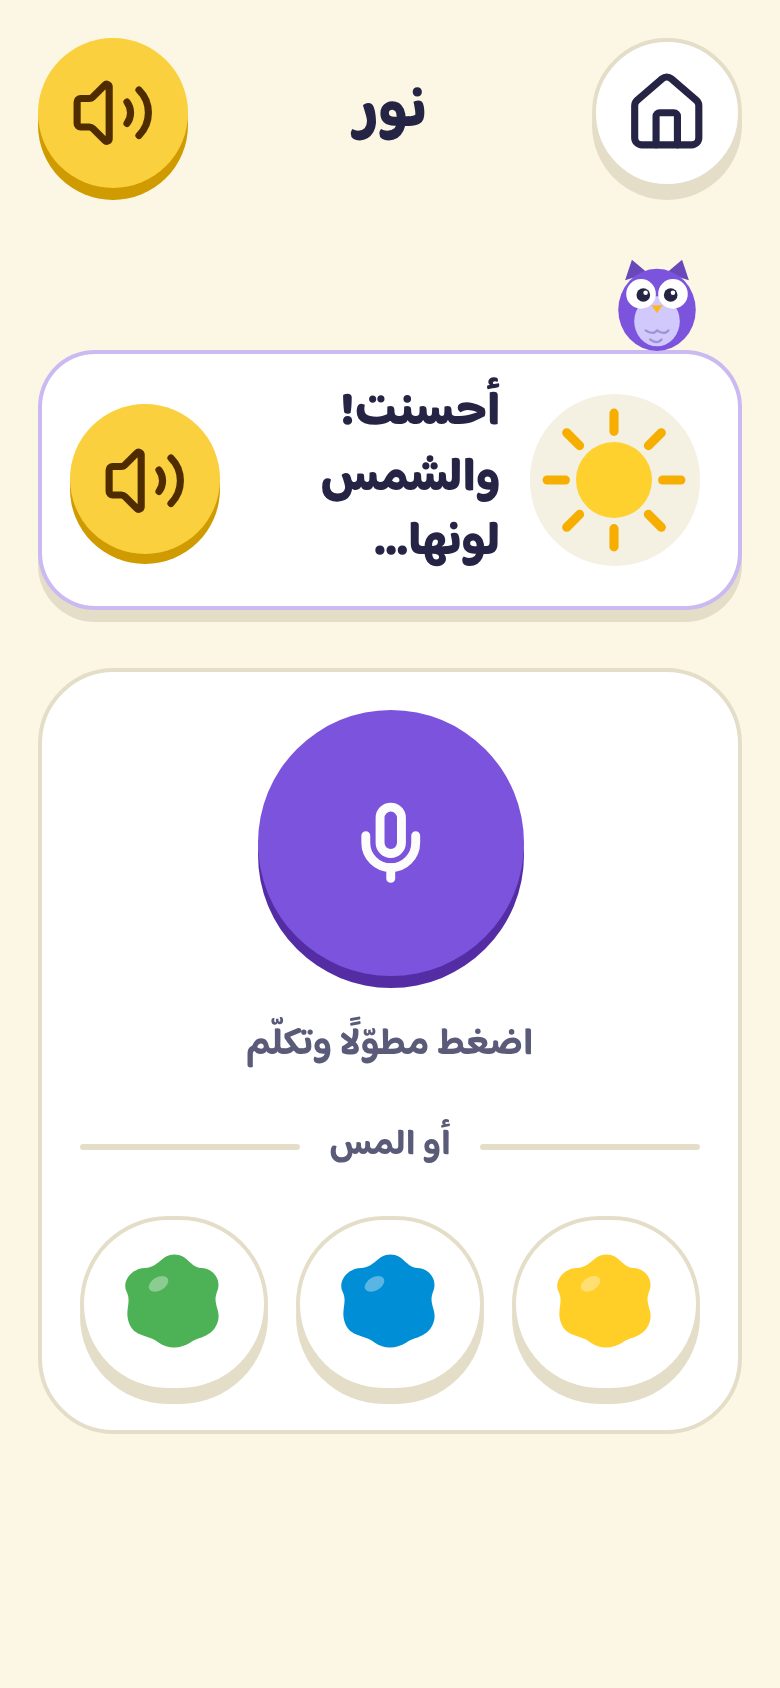 نور
أحسنت!
والشمس
لونها...
اضغط مطوّلًا وتكلّم
أو المس